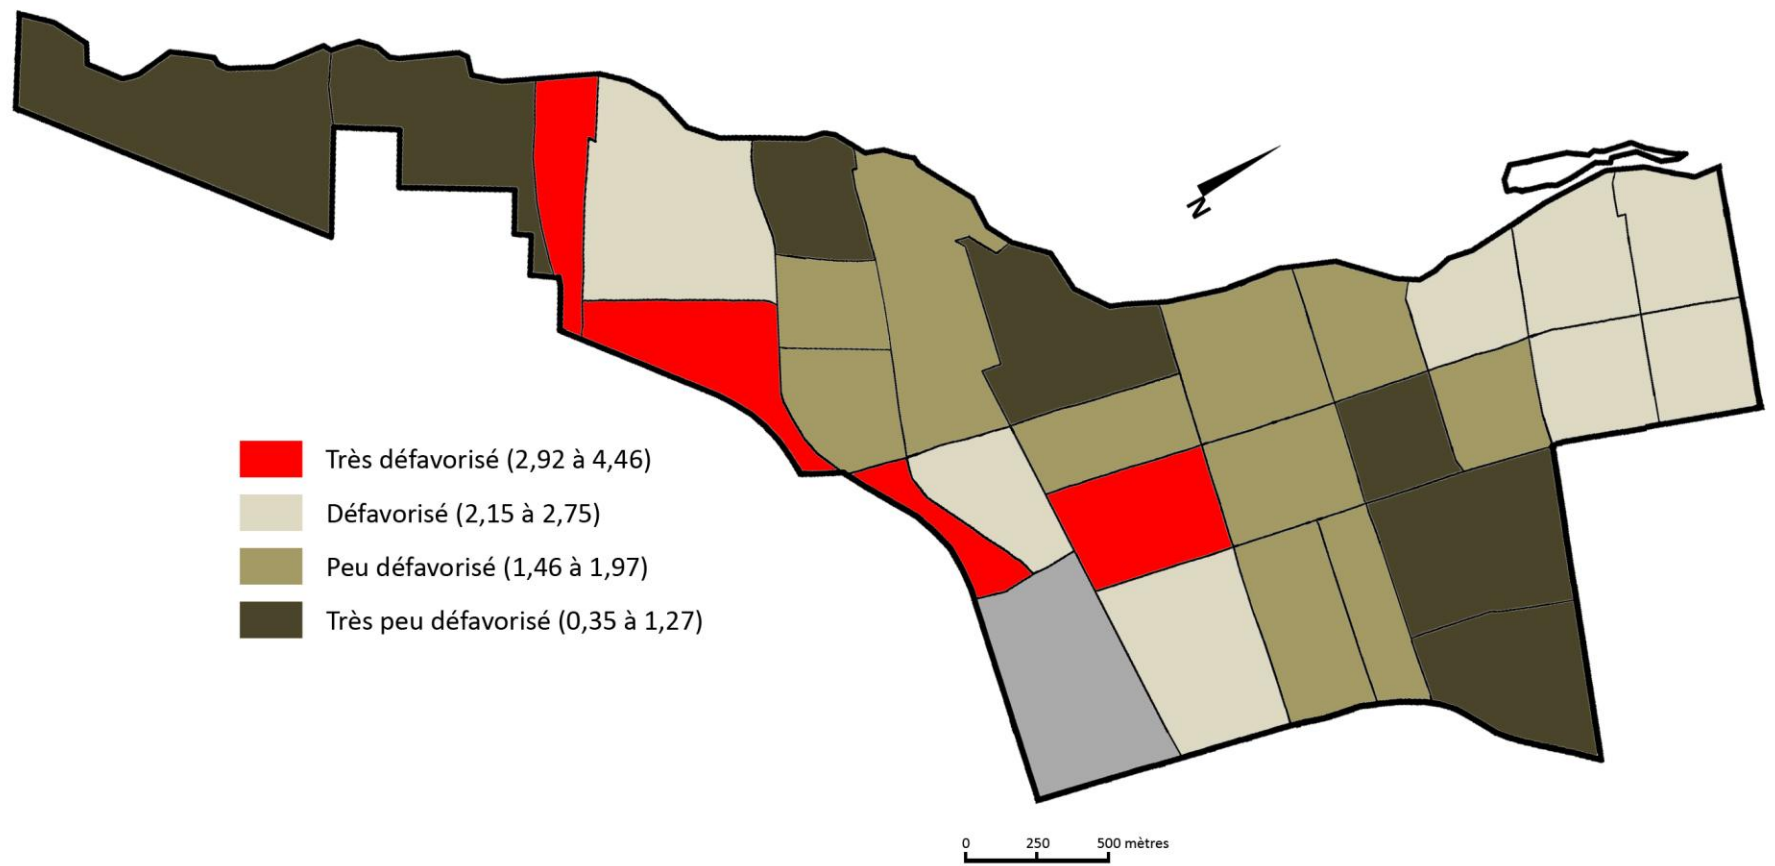 N
Très défavorisé (2,92 à 4,46)
Défavorisé (2,15 à 2,75)
Peu défavorisé (1,46 à 1,97)
Très peu défavorisé (0,35 à 1,27)
0 250 500 mètres